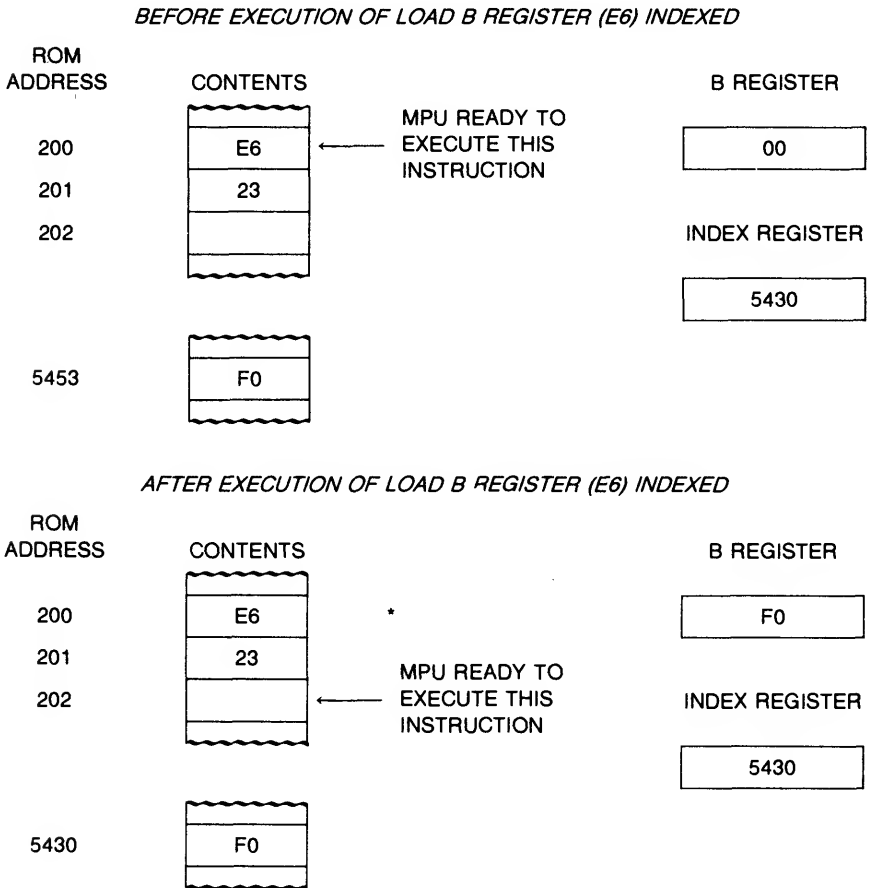 BEFORE EXECUTION OF LOAD B REGISTER (E6) INDEXED
ROM
ADDRESS CONTENTS B REGISTER
MPU READY TO
200 E6 EXECUTE THIS 00
INSTRUCTION
201 23
202 INDEX REGISTER
5430
5453 F0
AFTER EXECUTION OF LOAD B REGISTER (E6) INDEXED
ROM
ADDRESS CONTENTS B REGISTER
200 E6 * F0
201 23
MPU READY TO
202 EXECUTE THIS INDEX REGISTER
INSTRUCTION
5430
5430 F0